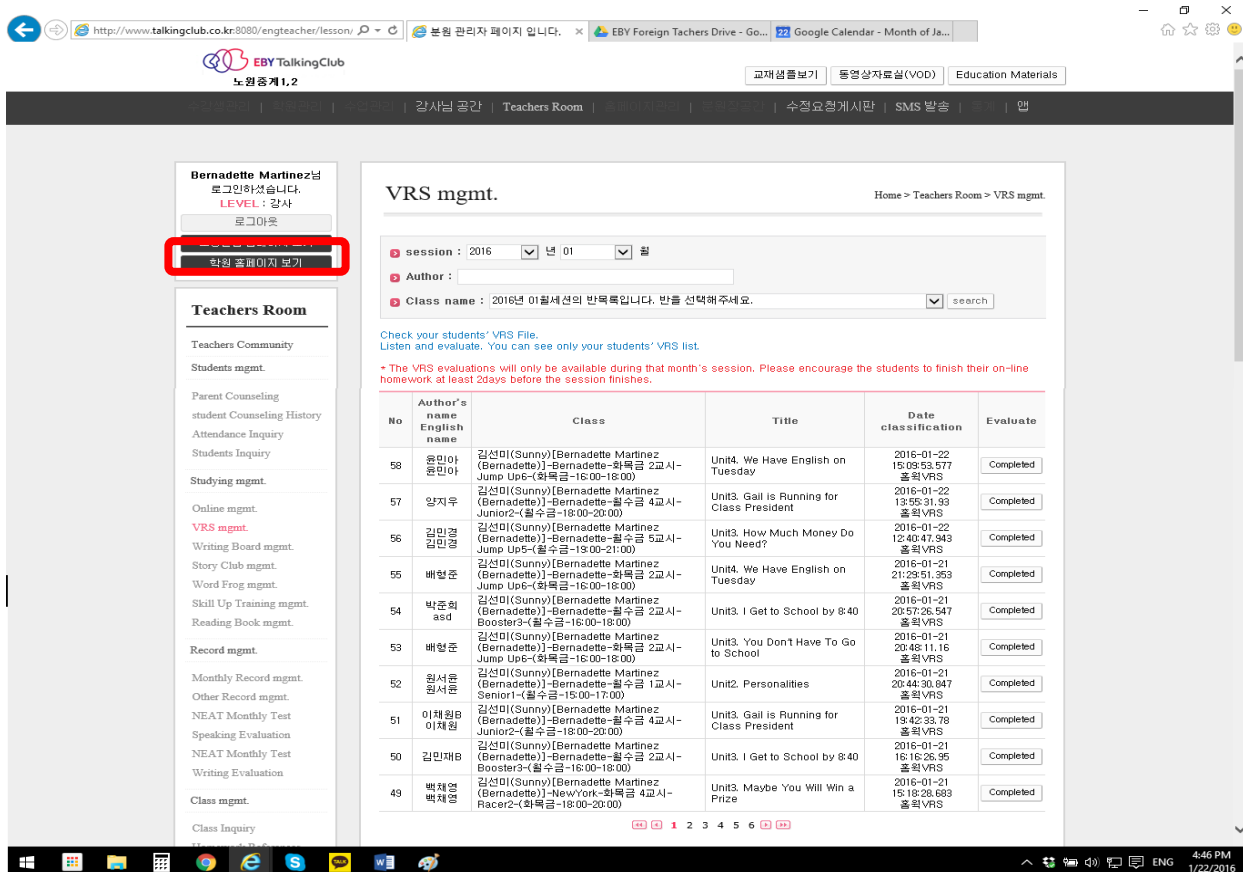 http://www.talkingclub.co.kr:8080/engteacher/lesson/
분원 관리자 페이지 입니다.
EBY Foreign Tachers Drive - Go...
Google Calendar - Month of Ja...
EBY TalkingClub
노원중계1,2
교재샘플보기
동영상자료실(VOD)
Education Materials
강사님 공간 | Teachers Room | | | 수정요청게시판 | SMS 발송 | | 앱
Bernadette Martinez님
로그인하셨습니다.
LEVEL : 강사
로그아웃
학원 홈페이지 보기
Teachers Room
Teachers Community
Students mgmt.
Parent Counseling
student Counseling History
Attendance Inquiry
Students Inquiry
Studying mgmt.
Online mgmt.
VRS mgmt.
Writing Board mgmt.
Story Club mgmt.
Word Frog mgmt.
Skill Up Training mgmt.
Reading Book mgmt.
Record mgmt.
Monthly Record mgmt.
Other Record mgmt.
NEAT Monthly Test
Speaking Evaluation
NEAT Monthly Test
Writing Evaluation
Class mgmt.
Class Inquiry
VRS mgmt.
Home > Teachers Room > VRS mgmt.
session : 2016 년 01 월
Author :
Class name : 2016년 01월세션의 반목록입니다. 반을 선택해주세요. search
Check your students' VRS File.
Listen and evaluate. You can see only your students' VRS list.
* The VRS evaluations will only be available during that month's session. Please encourage the students to finish their on-line
homework at least 2days before the session finishes.
No Author's name English name Class Title Date classification Evaluate
58 윤민아 윤민아 김선미(Sunny)[Bernadette Martinez (Bernadette)]-Bernadette-화목금 2교시-Jump Up6-(화목금-16:00-18:00) Unit4. We Have English on Tuesday 2016-01-22 15:09:53.577 홈윅VRS Completed
57 양지우 김선미(Sunny)[Bernadette Martinez (Bernadette)]-Bernadette-월수금 4교시-Junior2-(월수금-18:00-20:00) Unit3. Gail is Running for Class President 2016-01-22 13:55:31.93 홈윅VRS Completed
56 김민경 김민경 김선미(Sunny)[Bernadette Martinez (Bernadette)]-Bernadette-월수금 5교시-Jump Up5-(월수금-19:00-21:00) Unit3. How Much Money Do You Need? 2016-01-22 12:40:47.943 홈윅VRS Completed
55 배형준 김선미(Sunny)[Bernadette Martinez (Bernadette)]-Bernadette-화목금 2교시-Jump Up6-(화목금-16:00-18:00) Unit4. We Have English on Tuesday 2016-01-21 21:29:51.353 홈윅VRS Completed
54 박준희 asd 김선미(Sunny)[Bernadette Martinez (Bernadette)]-Bernadette-월수금 2교시-Booster3-(월수금-16:00-18:00) Unit3. I Get to School by 8:40 2016-01-21 20:57:26.547 홈윅VRS Completed
53 배형준 김선미(Sunny)[Bernadette Martinez (Bernadette)]-Bernadette-화목금 2교시-Jump Up6-(화목금-16:00-18:00) Unit3. You Don't Have To Go to School 2016-01-21 20:48:11.16 홈윅VRS Completed
52 원서윤 원서윤 김선미(Sunny)[Bernadette Martinez (Bernadette)]-Bernadette-월수금 1교시-Senior1-(월수금-15:00-17:00) Unit2. Personalities 2016-01-21 20:44:30.847 홈윅VRS Completed
51 이채원B 이채원 김선미(Sunny)[Bernadette Martinez (Bernadette)]-Bernadette-월수금 4교시-Junior2-(월수금-18:00-20:00) Unit3. Gail is Running for Class President 2016-01-21 19:42:33.78 홈윅VRS Completed
50 김민재B 김선미(Sunny)[Bernadette Martinez (Bernadette)]-Bernadette-월수금 2교시-Booster3-(월수금-16:00-18:00) Unit3. I Get to School by 8:40 2016-01-21 16:16:26.95 홈윅VRS Completed
49 백채영 백채영 김선미(Sunny)[Bernadette Martinez (Bernadette)]-NewYork-화목금 4교시-Racer2-(화목금-18:00-20:00) Unit3. Maybe You Will Win a Prize 2016-01-21 15:18:28.683 홈윅VRS Completed
1 2 3 4 5 6
ENG
4:46 PM
1/22/2016